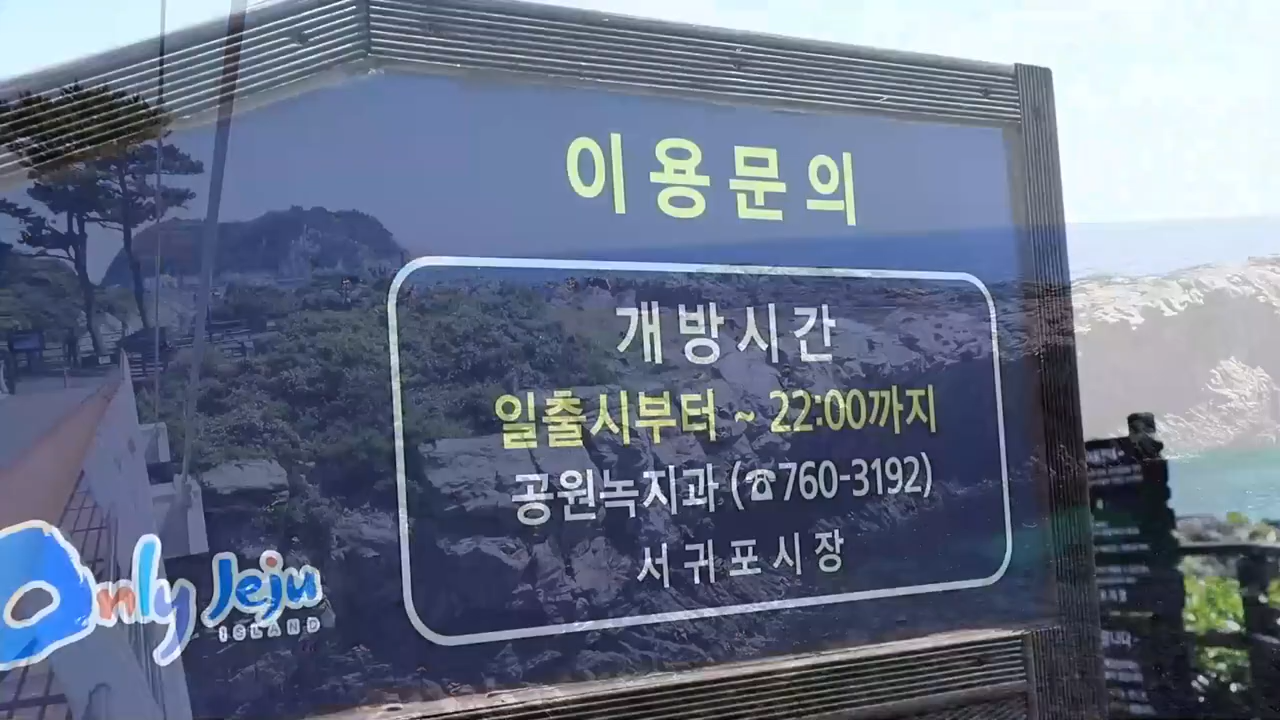 이용문의
개방시간
일출시부터 ~ 22:00까지
공원녹지과 (☎760-3192)
서귀포시장
Only Jeju
ISLAND